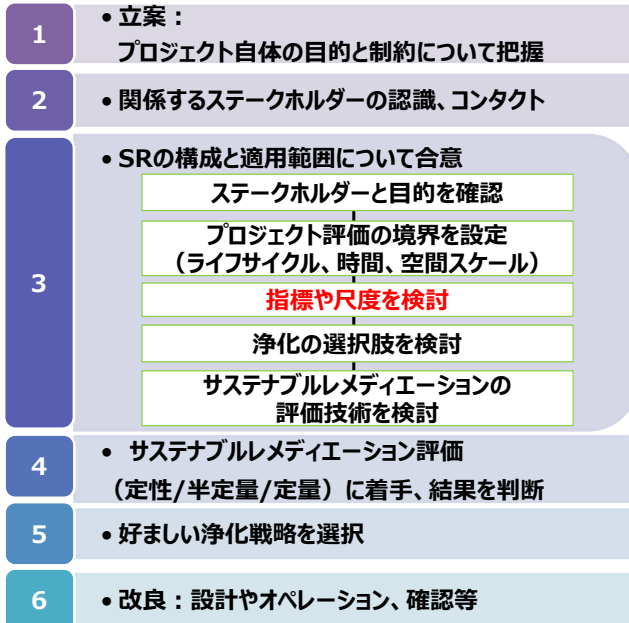 1
• 立案：
プロジェクト自体の目的と制約について把握
2
• 関係するステークホルダーの認識、コンタクト
3
• SRの構成と適用範囲について合意
ステークホルダーと目的を確認
プロジェクト評価の境界を設定
（ライフサイクル、時間、空間スケール）
指標や尺度を検討
浄化の選択肢を検討
サステナブルレメディエーションの
評価技術を検討
4
• サステナブルレメディエーション評価
（定性/半定量/定量）に着手、結果を判断
5
• 好ましい浄化戦略を選択
6
• 改良：設計やオペレーション、確認等